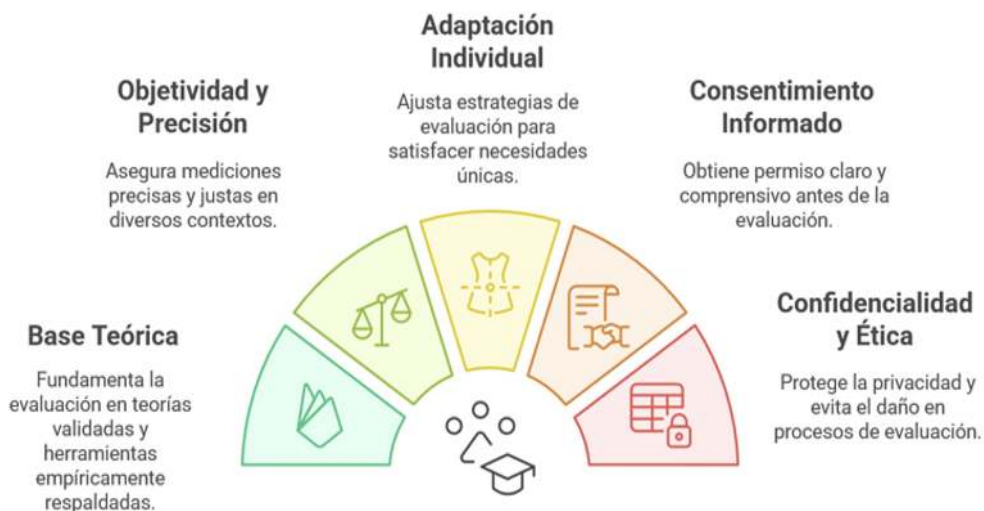 Adaptación
Individual
Ajusta estrategias de
evaluación para
satisfacer necesidades
únicas.
Objetividad y
Precisión
Asegura mediciones
precisas y justas en
diversos contextos.
Consentimiento
Informado
Obtiene permiso claro y
comprensivo antes de la
evaluación.
Base Teórica
Fundamenta la
evaluación en teorías
validadas y
herramientas
empíricamente
respaldadas.
Confidencialidad
y Ética
Protege la privacidad y
evita el daño en
procesos de evaluación.